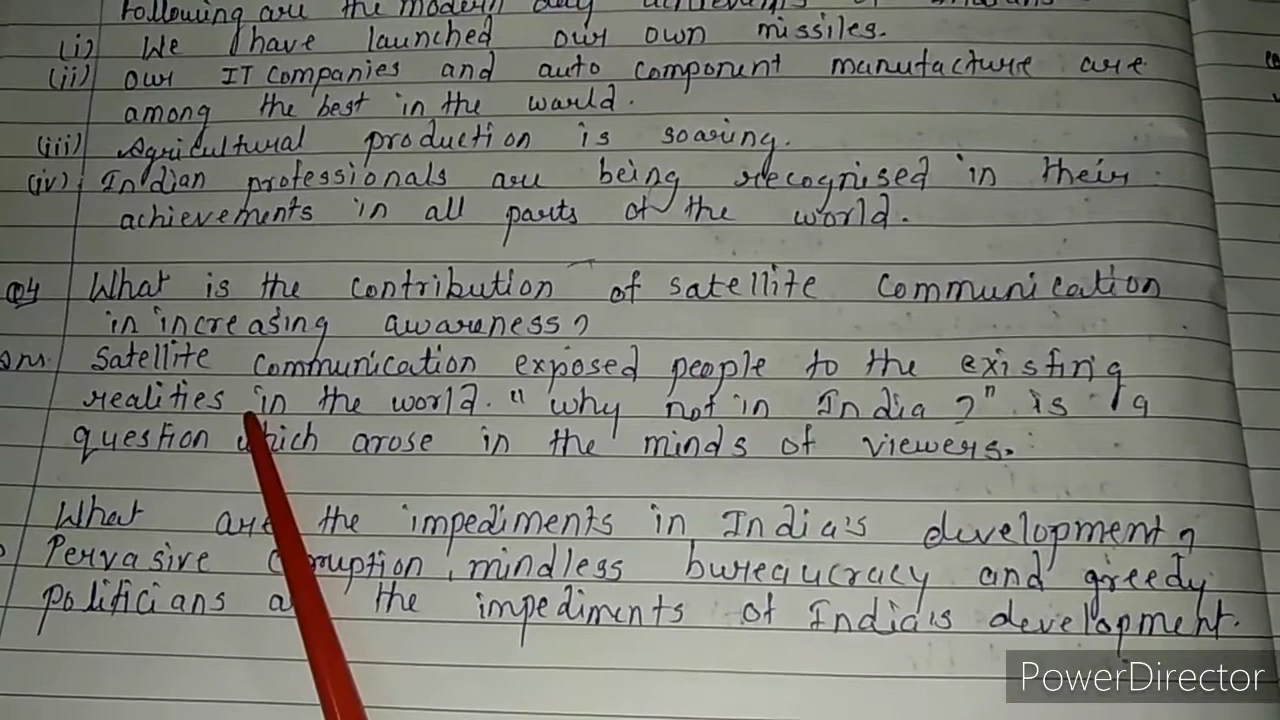 Following are the modern day
(i) We have launched our own missiles.
(ii) our IT companies and auto component manufacture are
among the best in the world.
(iii) Agricultural production is soaring.
(iv) Indian professionals are being recognised in their
achievements in all parts of the world.
Q4 What is the contribution of satellite communication
in increasing awareness?
Ans. Satellite communication exposed people to the existing
realities in the world. "why not in India ?" is a
question which arose in the minds of viewers.
What are the impediments in India's development?
Pervasive corruption, mindless bureaucracy and greedy
politicians the impediments of India's development.
PowerDirector